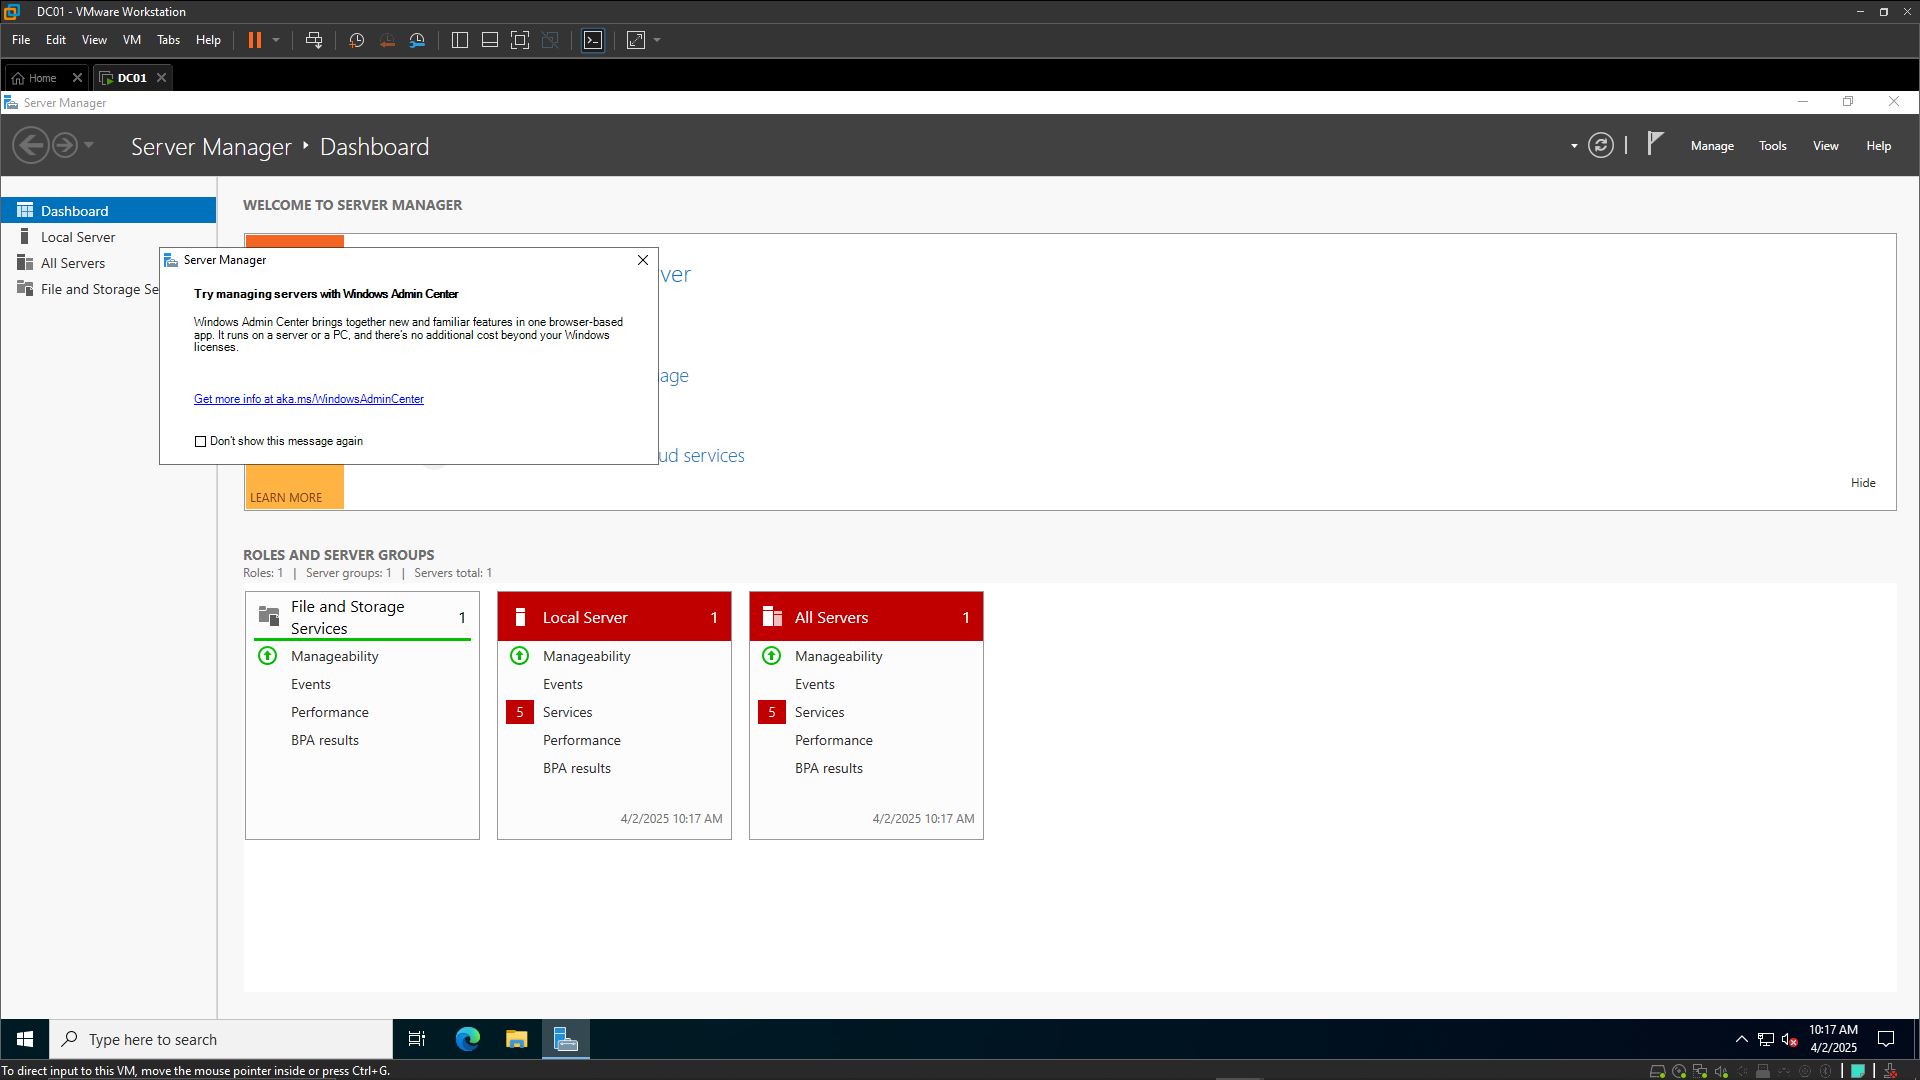 DC01 - VMware Workstation
File Edit View VM Tabs Help
Home DC01
Server Manager
Server Manager Dashboard
Manage Tools View Help
Dashboard
Local Server
All Servers
File and Storage Se
WELCOME TO SERVER MANAGER
ver
age
ud services
LEARN MORE
Hide
Server Manager
Try managing servers with Windows Admin Center
Windows Admin Center brings together new and familiar features in one browser-based
app. It runs on a server or a PC, and there's no additional cost beyond your Windows
licenses.
Get more info at aka.ms/WindowsAdminCenter
Don't show this message again
ROLES AND SERVER GROUPS
Roles: 1 | Server groups: 1 | Servers total: 1
File and Storage
Services 1
Manageability
Events
Performance
BPA results
Local Server 1
Manageability
Events
5 Services
Performance
BPA results
4/2/2025 10:17 AM
All Servers 1
Manageability
Events
5 Services
Performance
BPA results
4/2/2025 10:17 AM
Type here to search
10:17 AM
4/2/2025
To direct input to this VM, move the mouse pointer inside or press Ctrl+G.